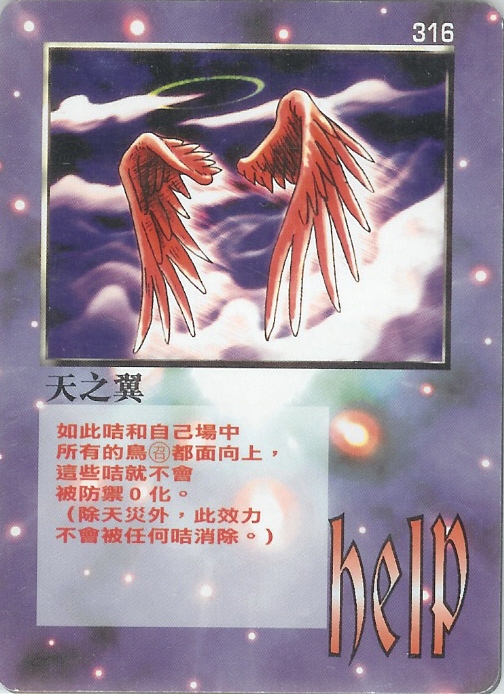 316
天之翼
如此咭和自己場中
所有的鳥召都面向上，
這些咭就不會
被防禦0化。
（除天災外，此效力
不會被任何咭消除。）
help